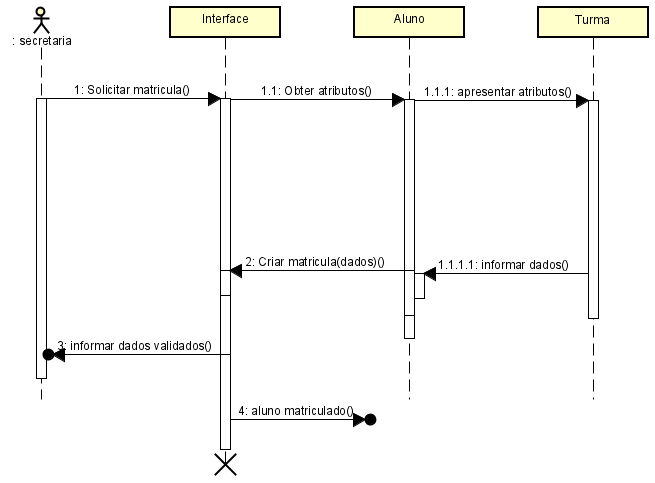 Interface
Aluno
Turma
: secretaria
1: Solicitar matricula()
1.1: Obter atributos()
1.1.1: apresentar atributos()
2: Criar matricula(dados)()
1.1.1.1: informar dados()
3: informar dados validados()
4: aluno matriculado()